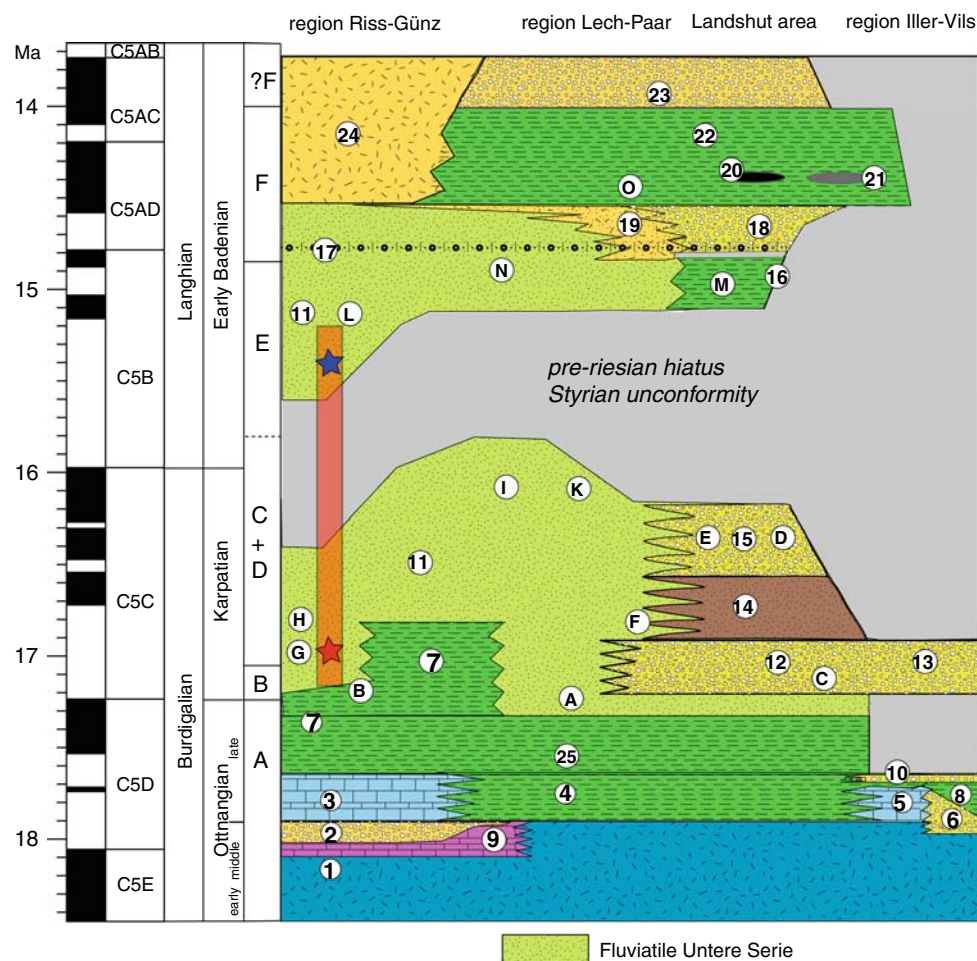 region Riss-Günz region Lech-Paar Landshut area region Iller-Vils
Ma
C5AB
?F
23
14
C5AC
24
22
20
21
F
O
C5AD
19
18
17
Langhian
Early Badenian
N
16
M
15
11
L
E
C5B
pre-riesian hiatus
Styrian unconformity
16
I
K
C
+
D
E
15
D
11
Karpatian
C5C
14
H
F
G
17
7
12
13
B
B
C
A
7
Burdigalian
A
late
25
10
C5D
Ottnangian
3
4
5
8
6
18
2
9
middle
1
C5E
early
Fluviatile Untere Serie